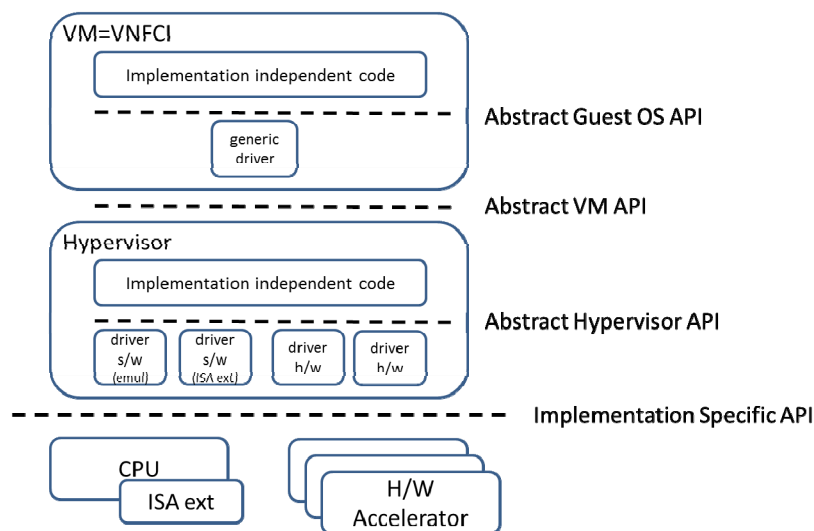 VM=VNFCI
Implementation independent code
Abstract Guest OS API
generic
driver
Abstract VM API
Hypervisor
Implementation independent code
Abstract Hypervisor API
driver
s/w
(emul)
driver
s/w
(ISA ext)
driver
h/w
driver
h/w
Implementation Specific API
CPU
ISA ext
H/W
Accelerator